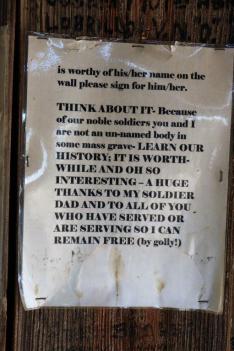 is worthy of his/her name on the
wall please sign for him/her.
THINK ABOUT IT- Because
of our noble soldiers you and I
are not an un-named body in
some mass grave- LEARN OUR
HISTORY; IT IS WORTH-
WHILE AND OH SO
INTERESTING – A HUGE
THANKS TO MY SOLDIER
DAD AND TO ALL OF YOU
WHO HAVE SERVED OR
ARE SERVING SO I CAN
REMAIN FREE (by golly!)